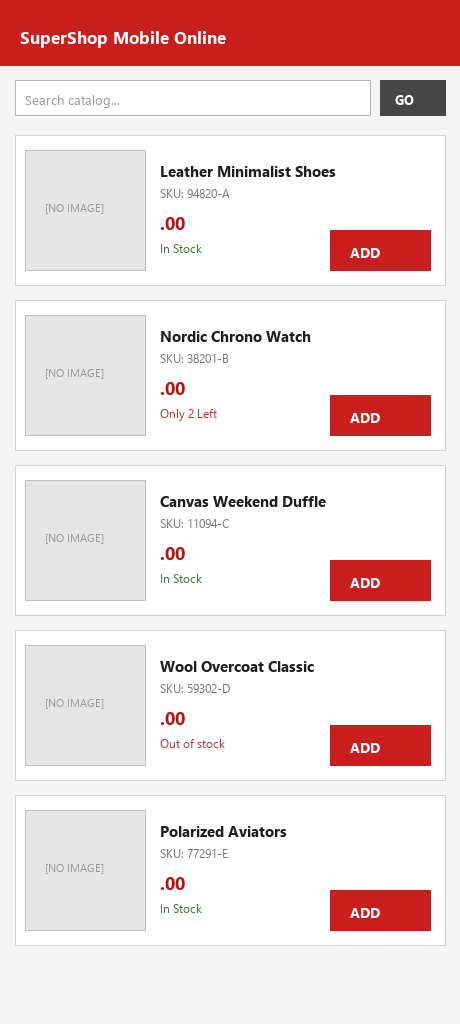 SuperShop Mobile Online
Search catalog...
GO
[NO IMAGE]
Leather Minimalist Shoes
SKU: 94820-A
.00
In Stock
ADD
[NO IMAGE]
Nordic Chrono Watch
SKU: 38201-B
.00
Only 2 Left
ADD
[NO IMAGE]
Canvas Weekend Duffle
SKU: 11094-C
.00
In Stock
ADD
[NO IMAGE]
Wool Overcoat Classic
SKU: 59302-D
.00
Out of stock
ADD
[NO IMAGE]
Polarized Aviators
SKU: 77291-E
.00
In Stock
ADD